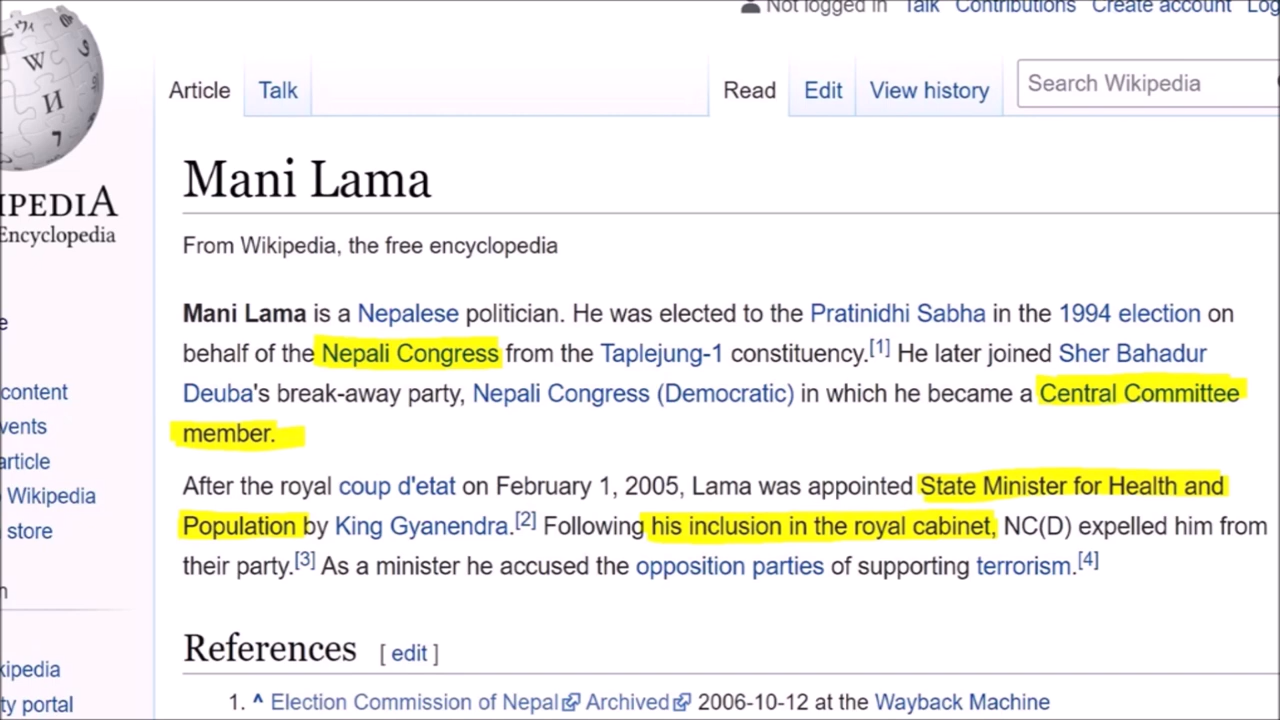 Not logged in Talk Contributions Create account Log
Article Talk Read Edit View history Search Wikipedia
IPEDIA
Encyclopedia
Mani Lama
From Wikipedia, the free encyclopedia
Mani Lama is a Nepalese politician. He was elected to the Pratinidhi Sabha in the 1994 election on
behalf of the Nepali Congress from the Taplejung-1 constituency.[1] He later joined Sher Bahadur
Deuba's break-away party, Nepali Congress (Democratic) in which he became a Central Committee
member.
After the royal coup d'etat on February 1, 2005, Lama was appointed State Minister for Health and
Population by King Gyanendra.[2] Following his inclusion in the royal cabinet, NC(D) expelled him from
their party.[3] As a minister he accused the opposition parties of supporting terrorism.[4]
References [ edit ]
1. ^ Election Commission of Nepal Archived 2006-10-12 at the Wayback Machine
e
content
vents
article
Wikipedia
store
n
kipedia
ty portal